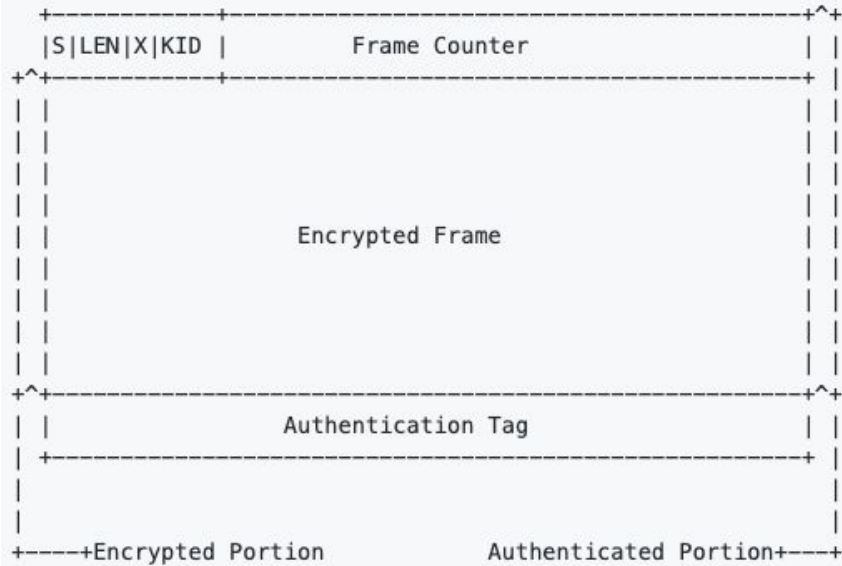 |S|LEN|X|KID | Frame Counter
Encrypted Frame
Authentication Tag
Encrypted Portion Authenticated Portion